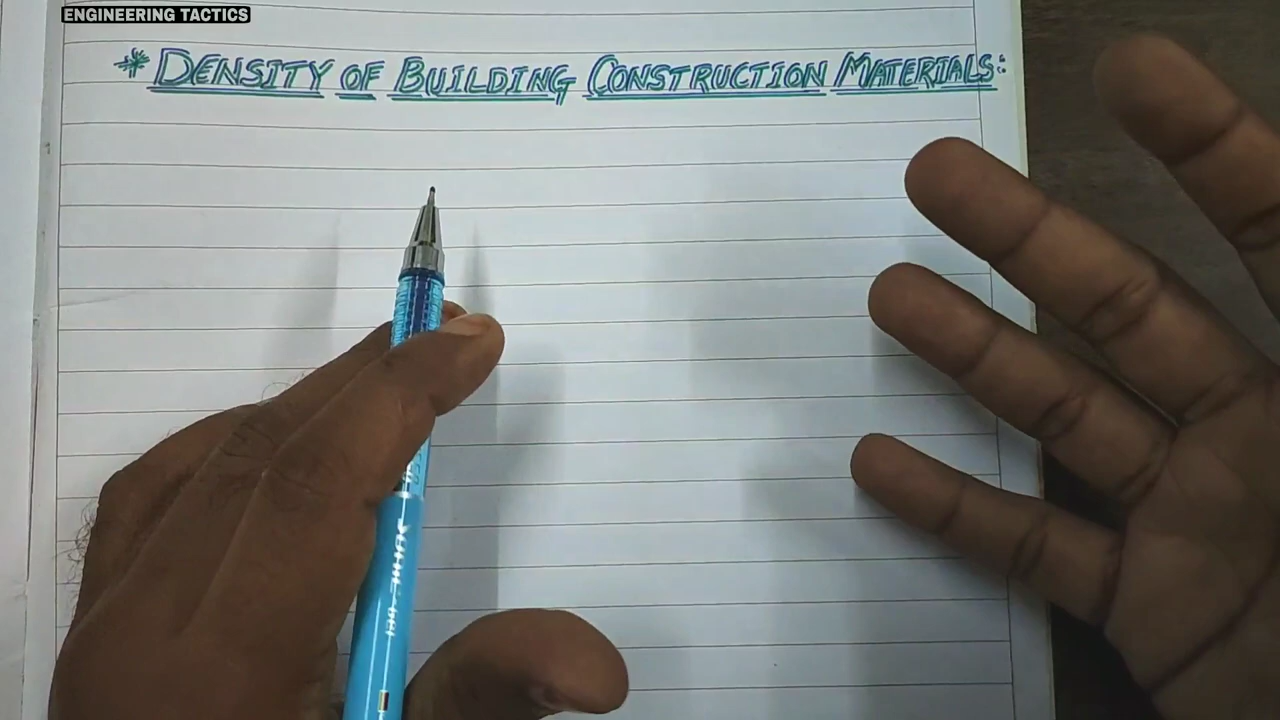 ENGINEERING TACTICS
* DENSITY OF BUILDING CONSTRUCTION MATERIALS: